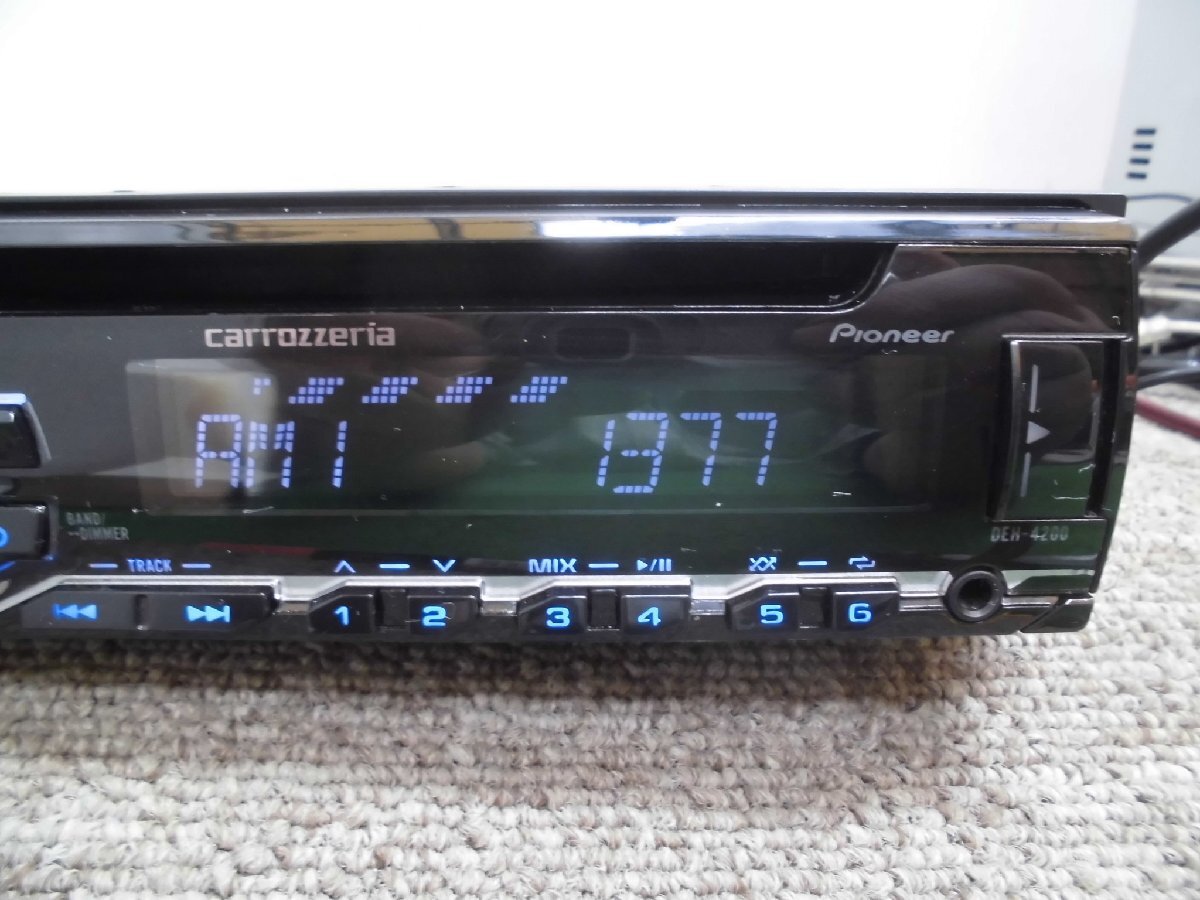 carrozzeria
Pioneer
AM1 1377
BAND/
DIMMER
DEH-4200
TRACK
MIX
1 2 3 4 5 6